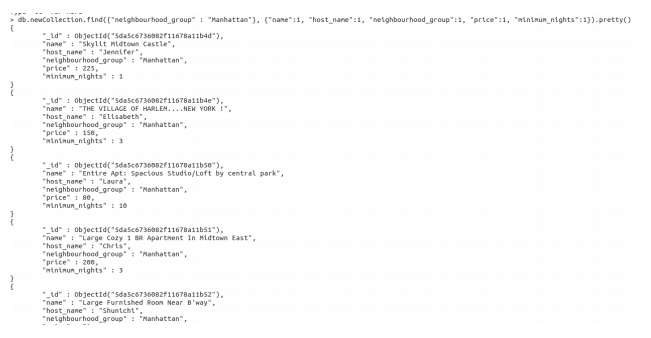 > db.newCollection.find({"neighbourhood_group" : "Manhattan"}, {"name":1, "host_name":1, "neighbourhood_group":1, "price":1, "minimum_nights":1}).pretty()
{
"_id" : ObjectId("5da5c6736082f11678a11b4d"),
"name" : "Skylit Midtown Castle",
"host_name" : "Jennifer",
"neighbourhood_group" : "Manhattan",
"price" : 225,
"minimum_nights" : 1
}
{
"_id" : ObjectId("5da5c6736082f11678a11b4e"),
"name" : "THE VILLAGE OF HARLEM....NEW YORK !",
"host_name" : "Elisabeth",
"neighbourhood_group" : "Manhattan",
"price" : 150,
"minimum_nights" : 3
}
{
"_id" : ObjectId("5da5c6736082f11678a11b50"),
"name" : "Entire Apt: Spacious Studio/Loft by central park",
"host_name" : "Laura",
"neighbourhood_group" : "Manhattan",
"price" : 80,
"minimum_nights" : 10
}
{
"_id" : ObjectId("5da5c6736082f11678a11b51"),
"name" : "Large Cozy 1 BR Apartment In Midtown East",
"host_name" : "Chris",
"neighbourhood_group" : "Manhattan",
"price" : 200,
"minimum_nights" : 3
}
{
"_id" : ObjectId("5da5c6736082f11678a11b52"),
"name" : "Large Furnished Room Near B'way",
"host_name" : "Shunichi",
"neighbourhood_group" : "Manhattan",